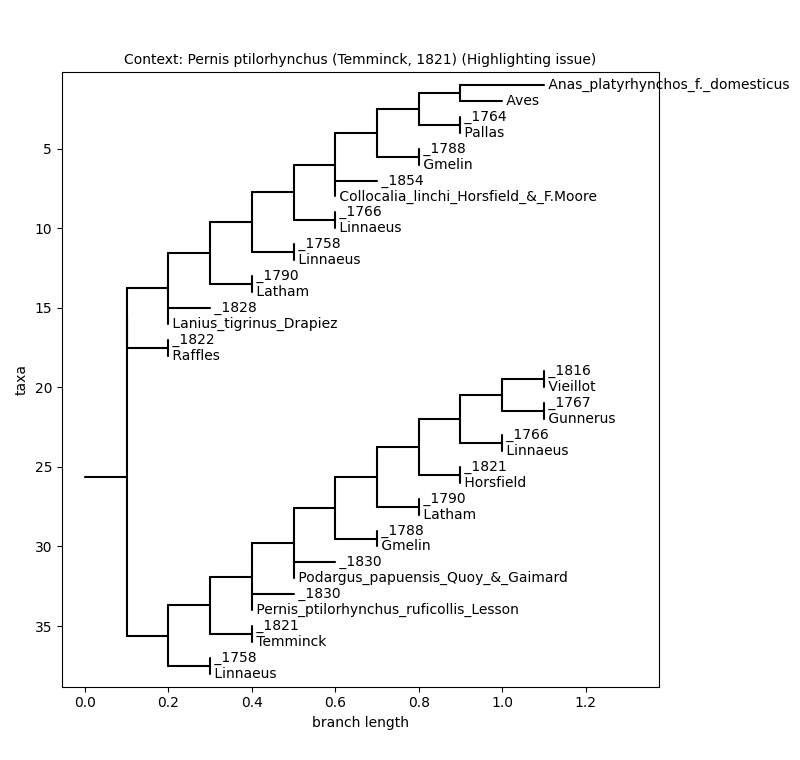 Context: Pernis ptilorhynchus (Temminck, 1821) (Highlighting issue)
Anas_platyrhynchos_f._domesticus
Aves
_1764
Pallas
_1788
Gmelin
_1854
Collocalia_linchi_Horsfield_&_F.Moore
_1766
Linnaeus
_1758
Linnaeus
_1790
Latham
_1828
Lanius_tigrinus_Drapiez
_1822
Raffles
_1816
Vieillot
_1767
Gunnerus
_1766
Linnaeus
_1821
Horsfield
_1790
Latham
_1788
Gmelin
_1830
Podargus_papuensis_Quoy_&_Gaimard
_1830
Pernis_ptilorhynchus_ruficollis_Lesson
_1821
Temminck
_1758
Linnaeus
5
10
15
20
25
30
35
taxa
0.0 0.2 0.4 0.6 0.8 1.0 1.2
branch length